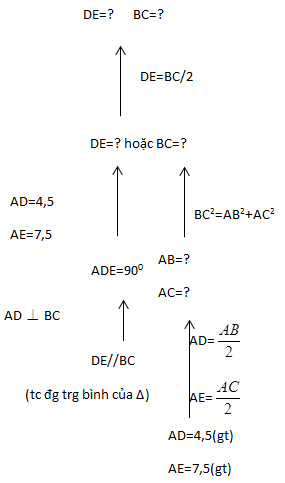 DE=? BC=?
DE=BC/2
DE=? hoặc BC=?
AD=4,5
AE=7,5
BC²=AB²+AC²
ADE=90⁰
AB=?
AC=?
AD ⊥ BC
AD= AB/2
DE//BC
(tc đg trg bình của Δ)
AE= AC/2
AD=4,5(gt)
AE=7,5(gt)